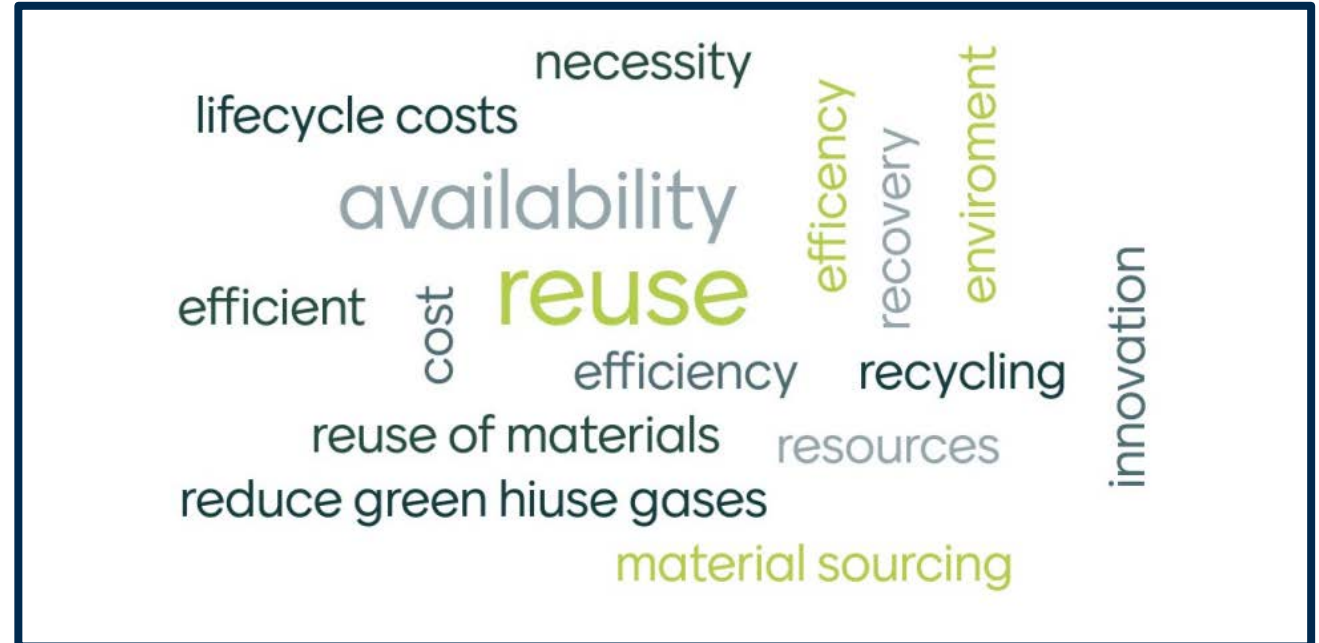 necessity
lifecycle costs
efficency
recovery
enviroment
availability
reuse
efficient
cost
innovation
efficiency
recycling
reuse of materials
resources
reduce green hiuse gases
material sourcing